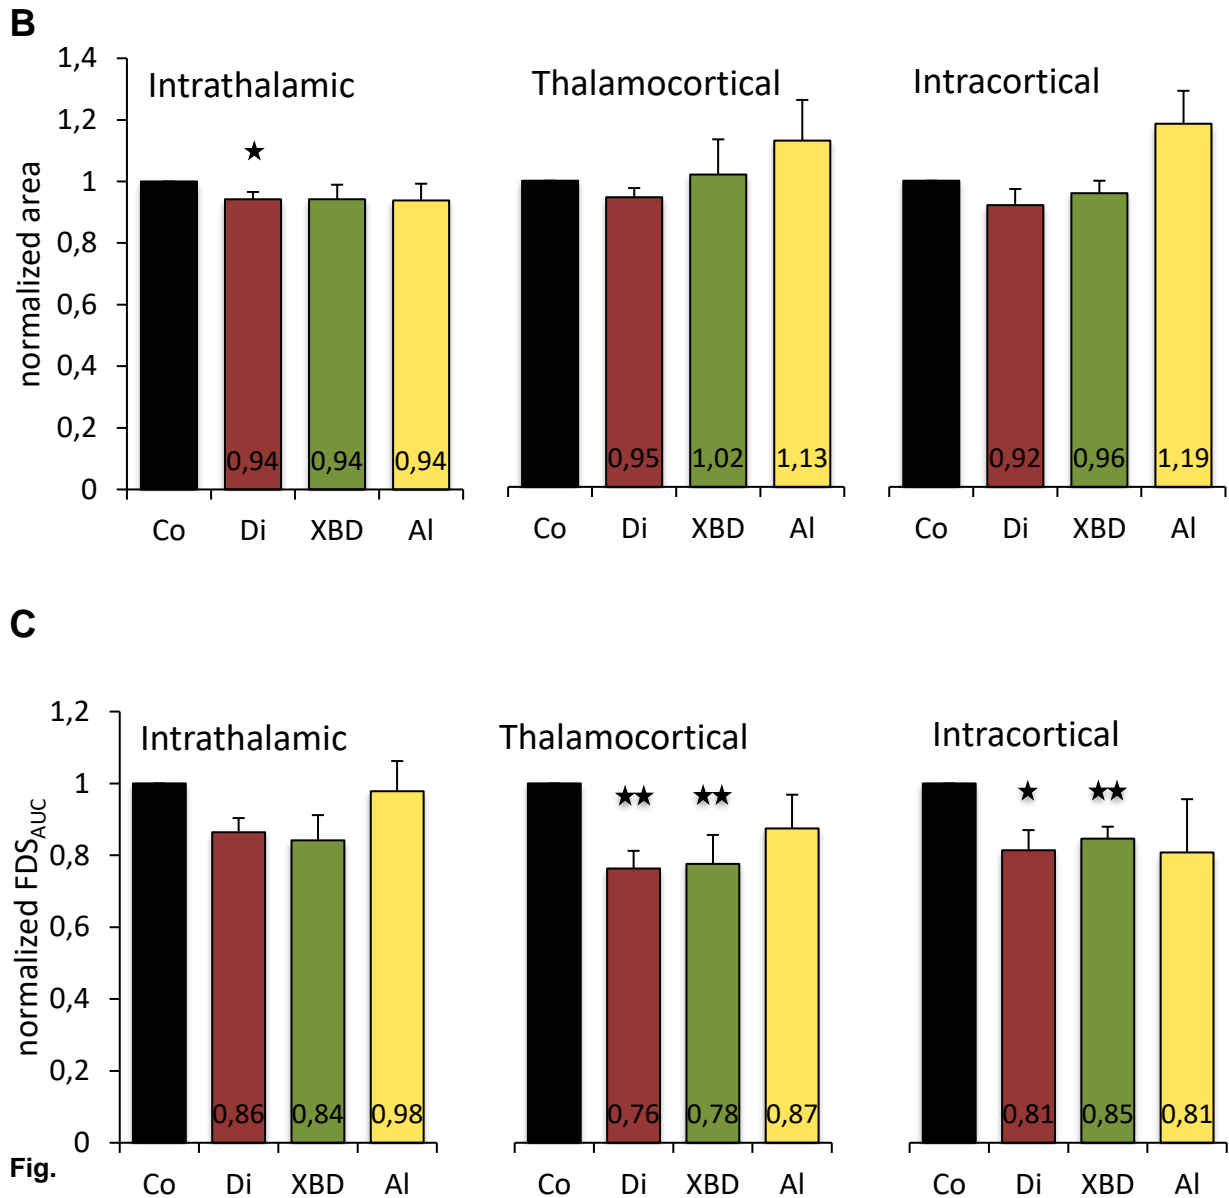 B
normalized area
1,4
1,2
1
0,8
0,6
0,4
0,2
0
Intrathalamic
★
0,94 0,94 0,94
Co Di XBD Al
Thalamocortical
0,95 1,02 1,13
Co Di XBD Al
Intracortical
0,92 0,96 1,19
Co Di XBD Al
C
normalized FDSAUC
1,2
1
0,8
0,6
0,4
0,2
0
Intrathalamic
0,86 0,84 0,98
Co Di XBD Al
Thalamocortical
★★ ★★
0,76 0,78 0,87
Co Di XBD Al
Intracortical
★ ★★
0,81 0,85 0,81
Co Di XBD Al
Fig.